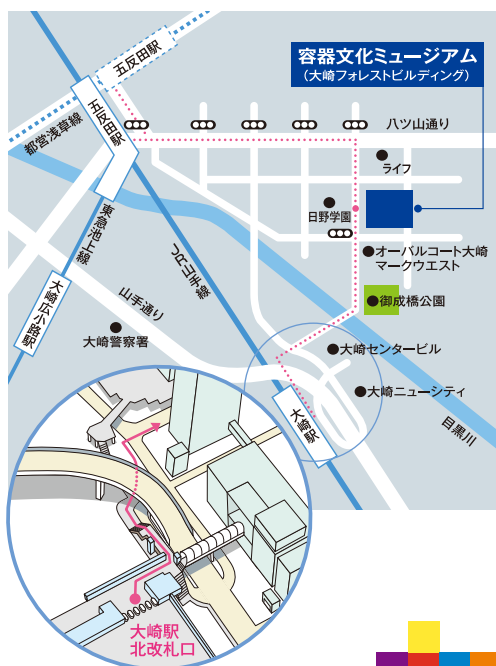 容器文化ミュージアム
（大崎フォレストビルディング）
五反田駅
五反田駅
都営浅草線
八ツ山通り
ライフ
日野学園
東急池上線
JR山手線
オーバルコート大崎
マークウエスト
大崎広小路駅
山手通り
御成橋公園
大崎警察署
大崎センタービル
大崎ニューシティ
大崎駅
目黒川
大崎駅
北改札口